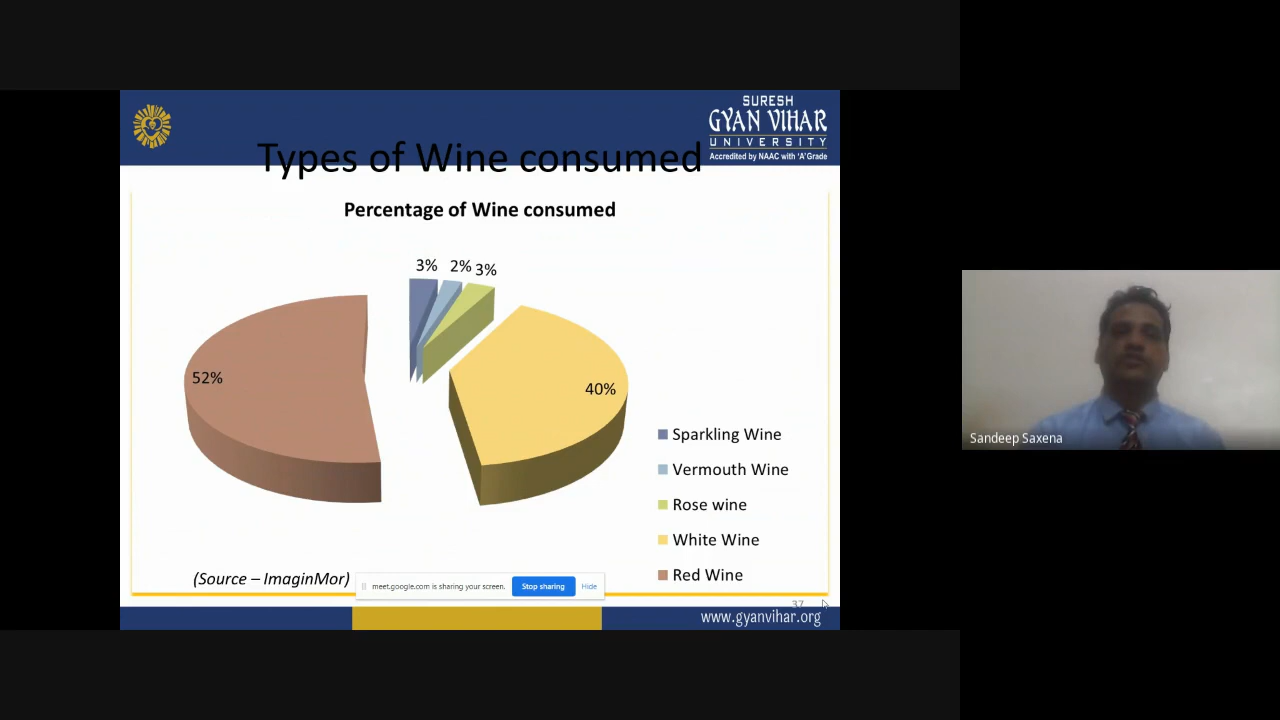 SURESH
GYAN VIHAR
UNIVERSITY
Accredited by NAAC with 'A' Grade
Types of Wine consumed
Percentage of Wine consumed
3%
2%
3%
52%
40%
Sparkling Wine
Vermouth Wine
Rose wine
White Wine
Red Wine
(Source – ImaginMor)
meet.google.com is sharing your screen.
Stop sharing
Hide
37
www.gyanvihar.org
Sandeep Saxena